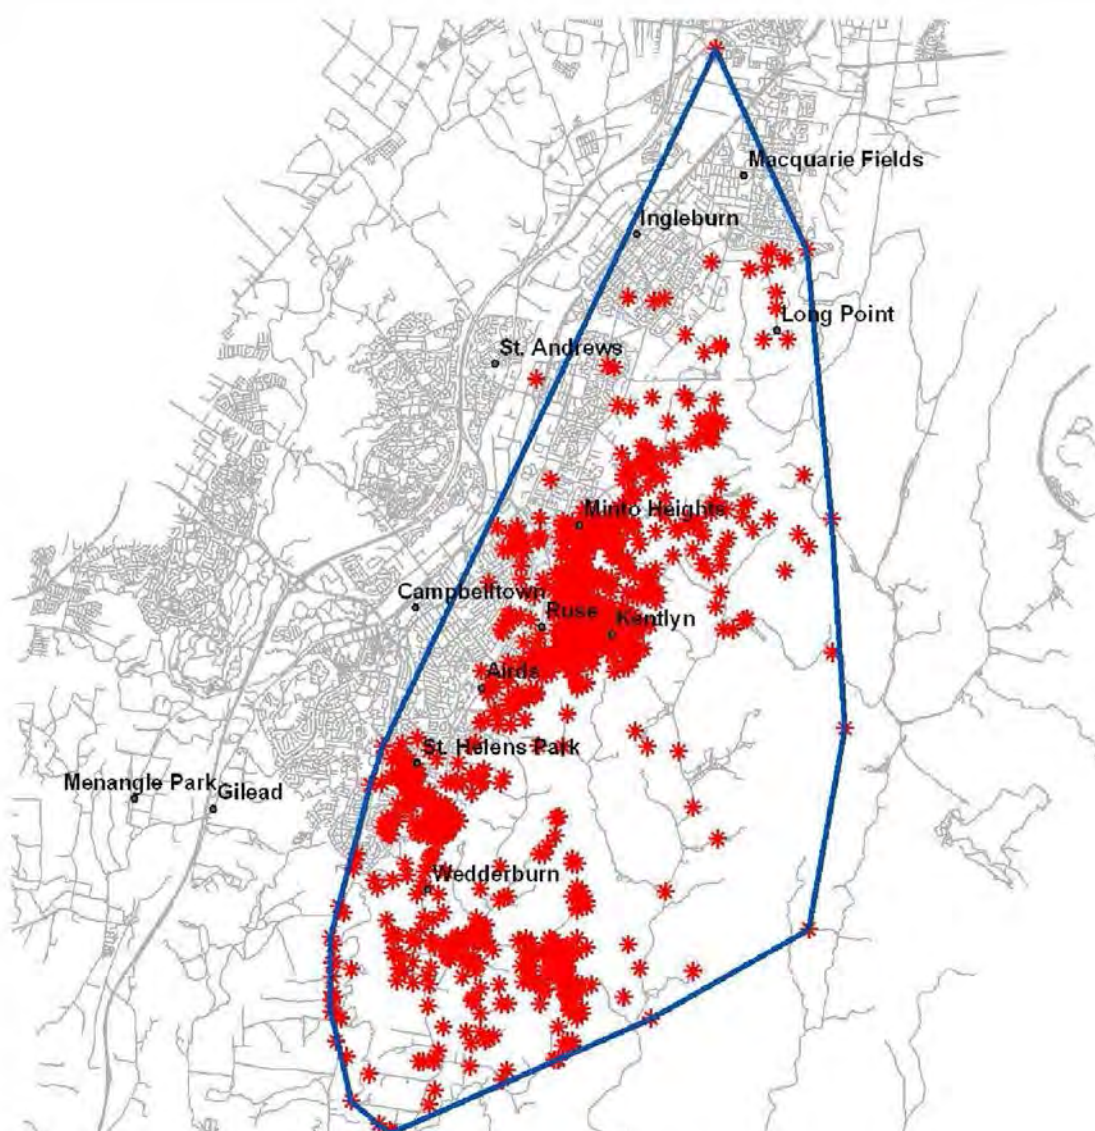 Macquarie Fields
Ingleburn
Long Point
St. Andrews
Minto Heights
Campbelltown
Ruse
Kentlyn
Airds
St. Helens Park
Menangle Park
Gilead
Wedderburn